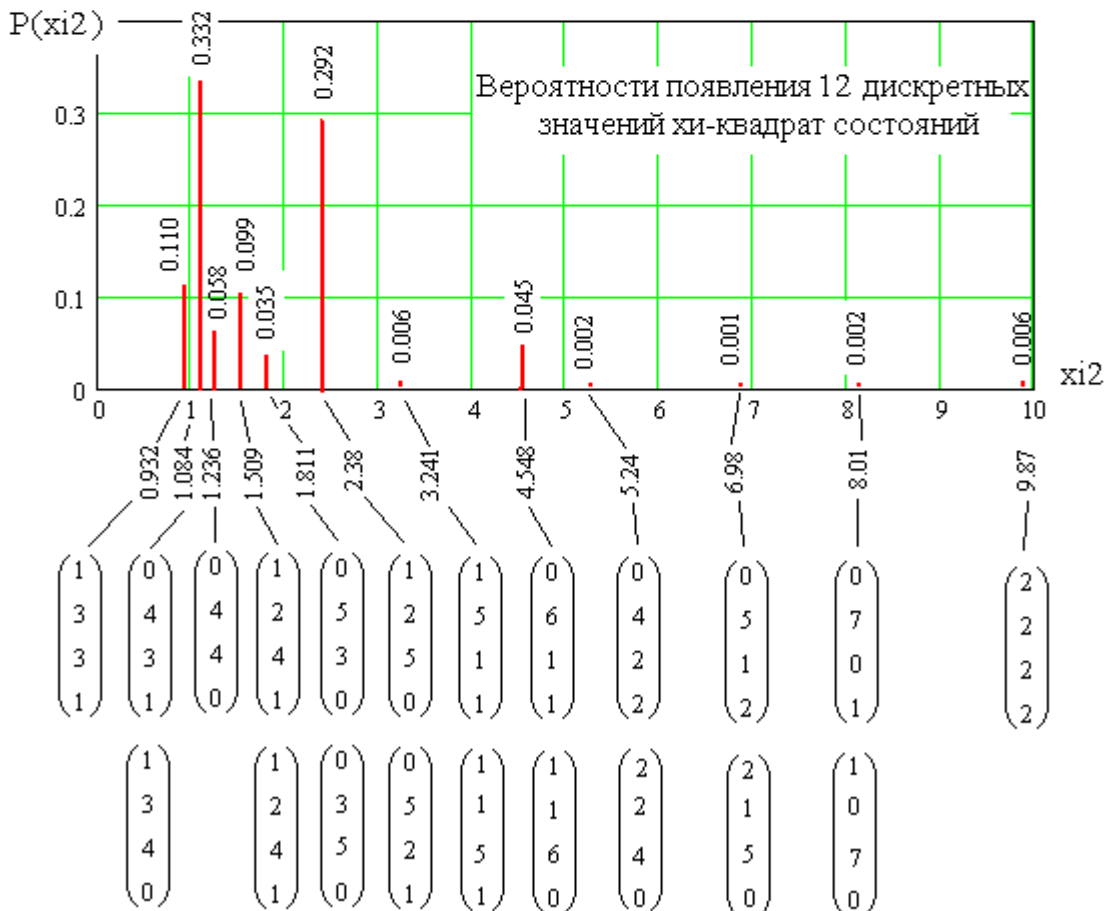 P(xi2)
0.332
0.292
Вероятности появления 12 дискретных
значений хи-квадрат состояний
0.3
0.2
0.110
0.099
0.058
0.035
0.1
0.006
0.045
0.002
0.001
0.002
0.006
0
xi2
0 1 2 3 4 5 6 7 8 9 10
0.932 1.084 1.236 1.509 1.811 2.38 3.241 4.548 5.24 6.98 8.01 9.87
1 0 0 1 0 1 1 0 0 0 0 2
3 4 4 2 5 2 5 6 4 5 7 2
3 3 4 4 3 5 1 1 2 1 0 2
1 1 0 1 0 0 1 1 2 2 1 2
1 1 0 0 1 1 2 2 1
3 2 3 5 1 1 2 1 0
4 4 5 2 5 6 4 5 7
0 1 0 1 1 0 0 0 0